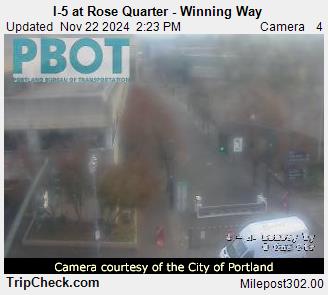 I-5 at Rose Quarter - Winning Way
Updated Nov 22 2024 2:23 PM Camera 4
PBOT
PORTLAND BUREAU OF TRANSPORTATION
Camera courtesy of the City of Portland
TripCheck.com Milepost302.00